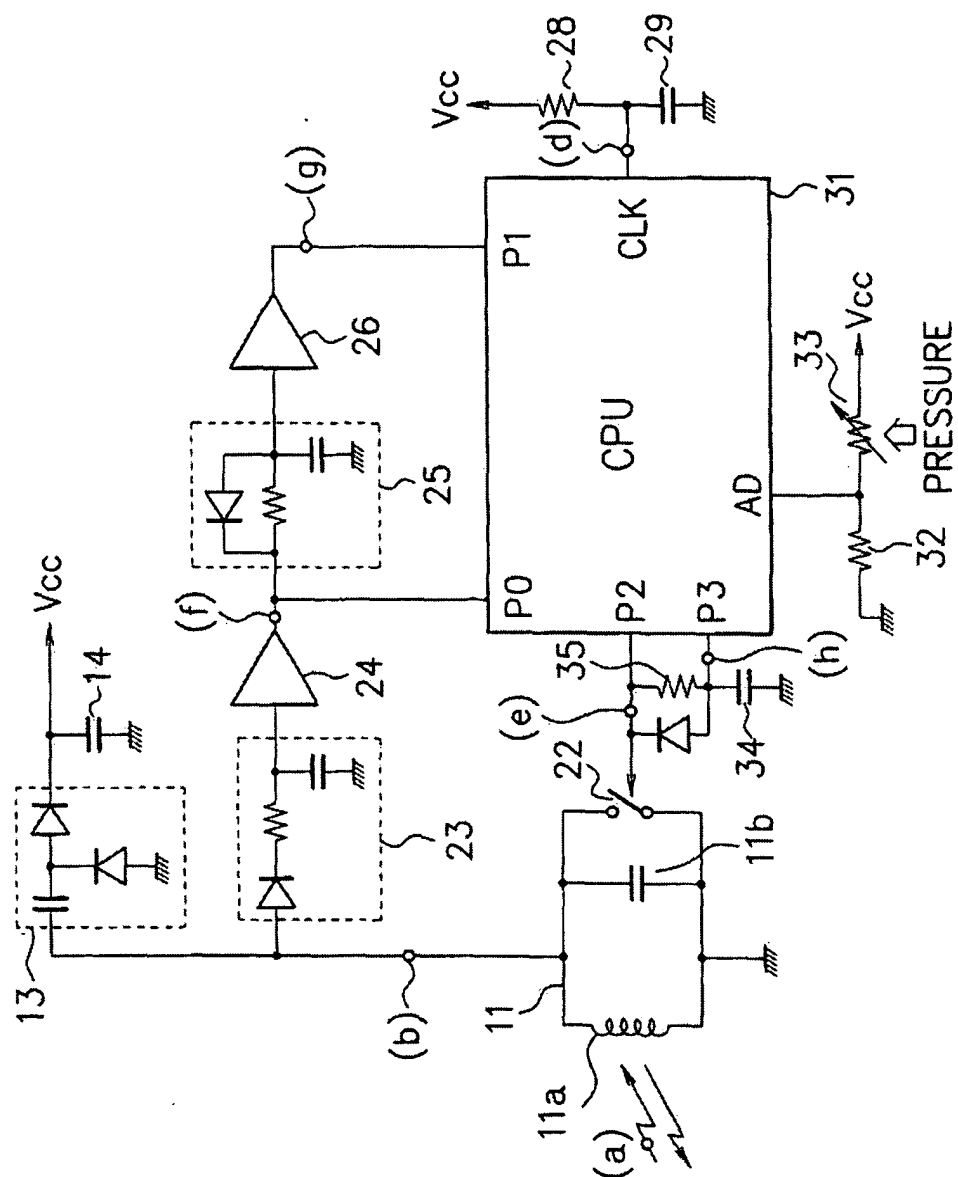 13
Vcc
14
(b)
23
24
(f)
25
26
(g)
11
11a
(a)
11b
22
(e)
35
34
(h)
P0
P1
P2
P3
CPU
CLK
AD
31
(d)
Vcc
28
29
32
33
Vcc
PRESSURE